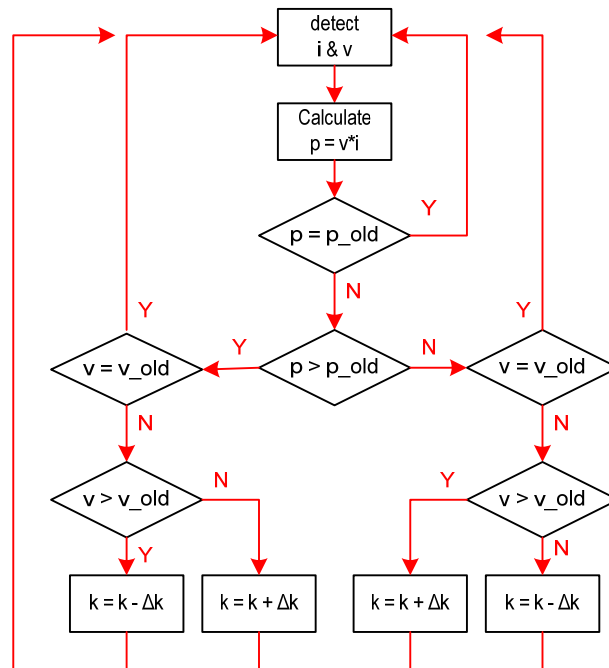 detect
i & v
Calculate
p = v*i
Y
p = p_old
N
Y
Y
Y
N
v = v_old
p > p_old
v = v_old
N
N
N
Y
v > v_old
v > v_old
Y
N
k = k - Δk
k = k + Δk
k = k + Δk
k = k - Δk